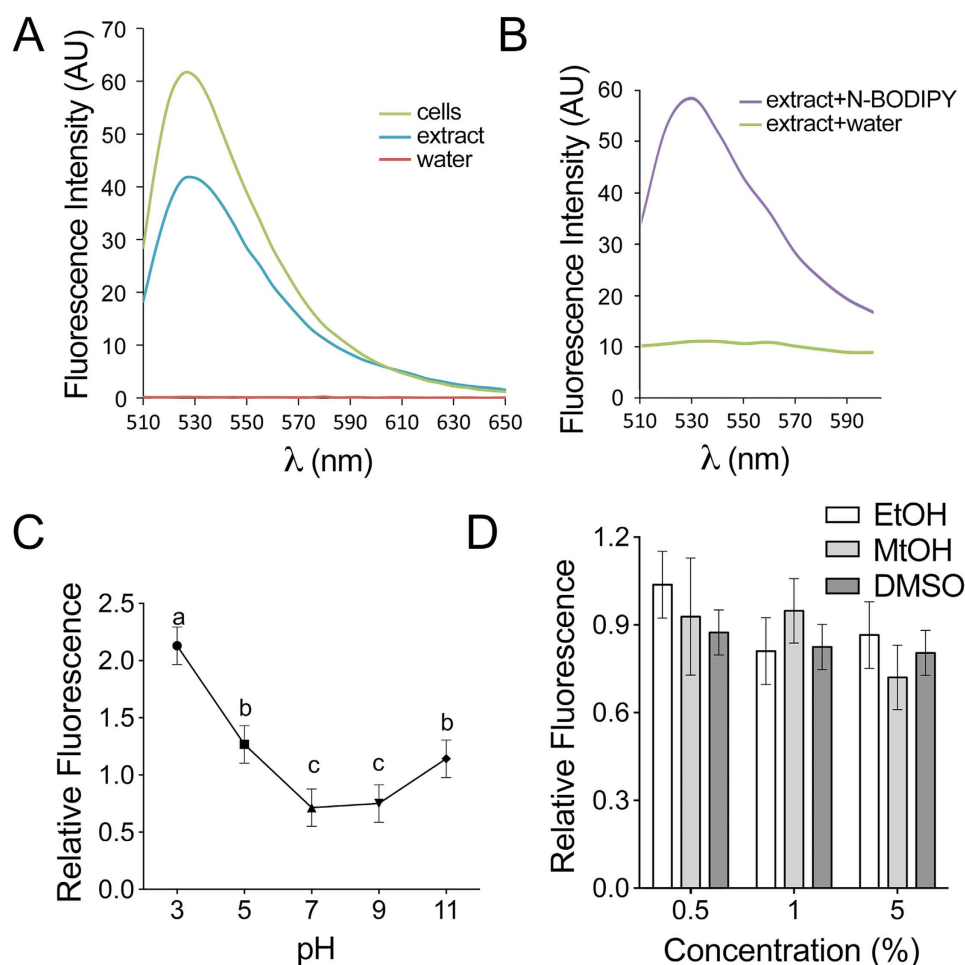 A
B
Fluorescence Intensity (AU)
70
60
50
40
30
20
10
0
cells
extract
water
510 530 550 570 590 610 630 650
λ (nm)
Fluorescence Intensity (AU)
60
50
40
30
20
10
0
extract+N-BODIPY
extract+water
510 530 550 570 590
λ (nm)
C
D
Relative Fluorescence
2.5
2.0
1.5
1.0
0.5
0.0
a
b
c
c
b
3 5 7 9 11
pH
EtOH
MtOH
DMSO
Relative Fluorescence
1.2
0.9
0.6
0.3
0.0
0.5 1 5
Concentration (%)